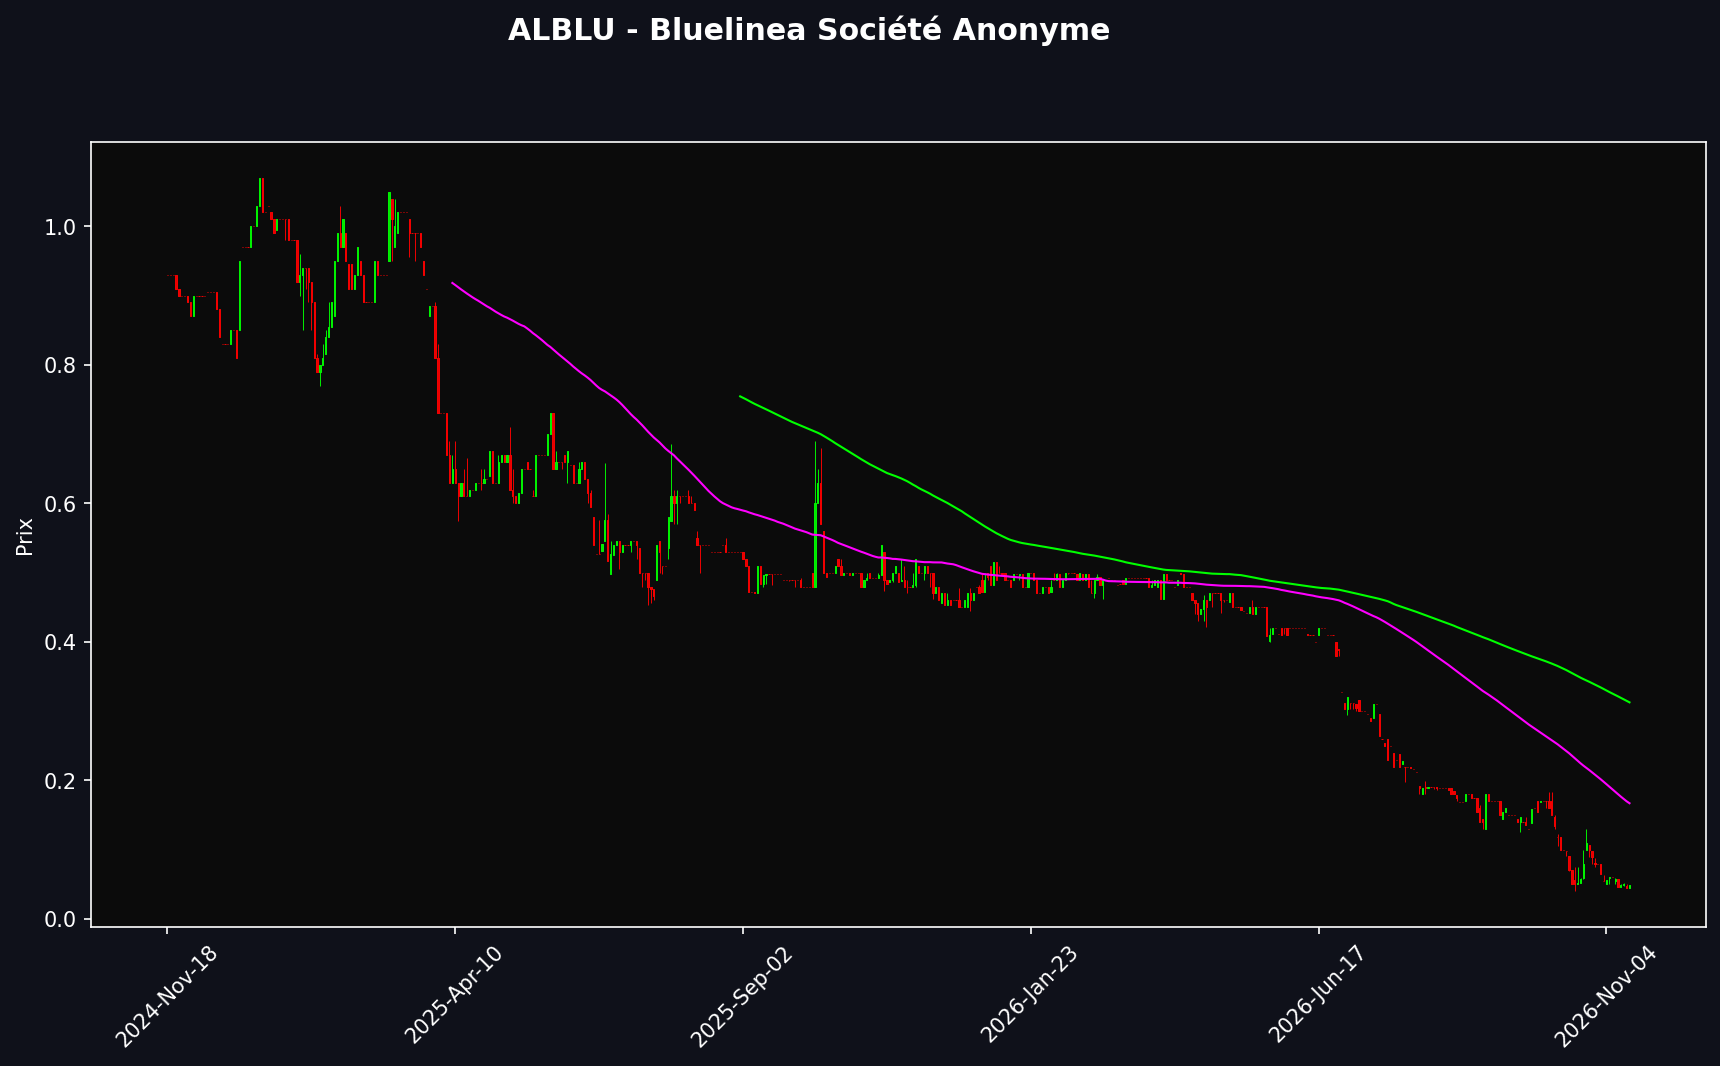 ALBLU - Bluelinea Société Anonyme
Prix
1.0
0.8
0.6
0.4
0.2
0.0
2024-Nov-18
2025-Apr-10
2025-Sep-02
2026-Jan-23
2026-Jun-17
2026-Nov-04